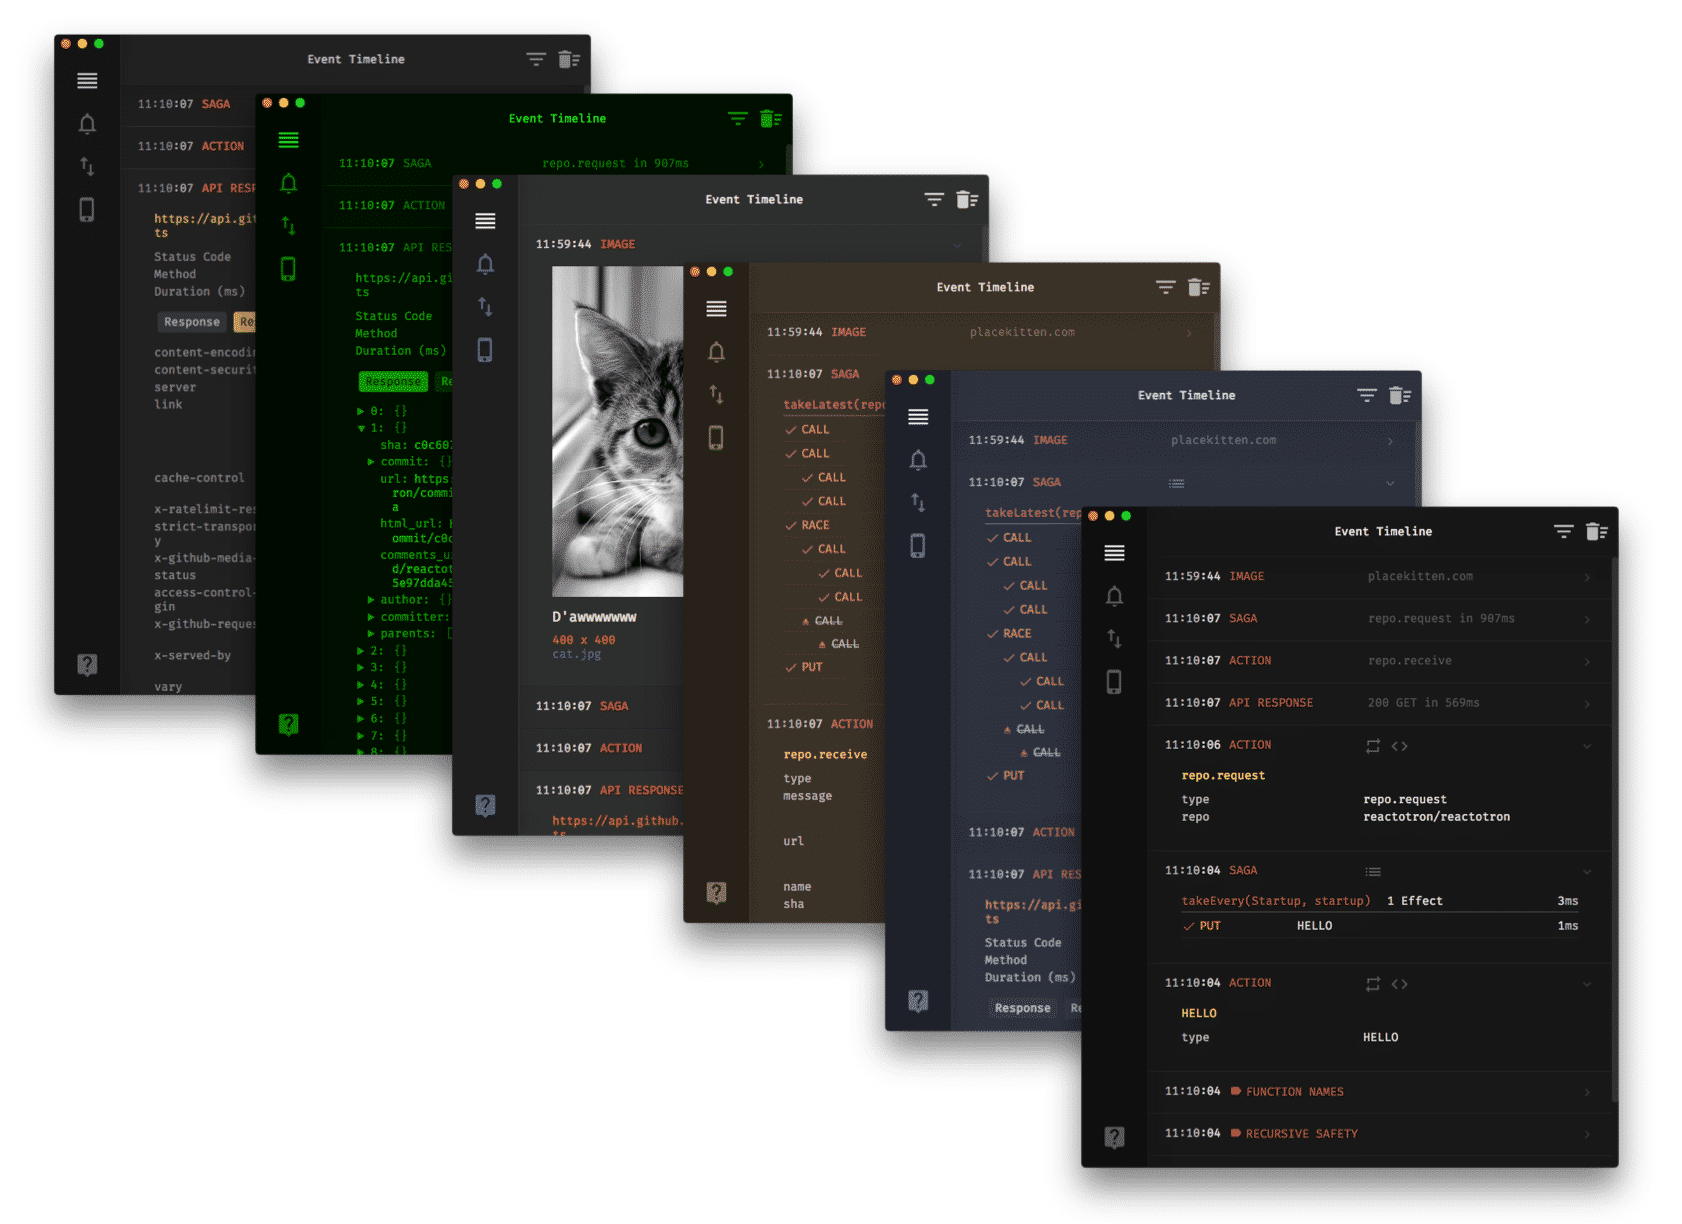 Event Timeline
11:10:07 SAGA
11:10:07 ACTION
11:10:07 API RESP
https://api.git
ts
Status Code
Method
Duration (ms)
Response Re
content-encodin
content-securit
server
link
cache-control
x-ratelimit-res
strict-transpor
y
x-github-media-
status
access-control-
gin
x-github-reques
x-served-by
vary
Event Timeline
11:10:07 SAGA repo.request in 907ms
11:10:07 ACTION
11:10:07 API RES
https://api.gi
ts
Status Code
Method
Duration (ms)
Response Re
0: {}
1: {}
sha: c0c607
commit: {}
url: https:
ron/commi
a
html_url: h
ommit/c0c
comments_u
d/reactot
5e97dda45
author: {}
committer:
parents: [
2: {}
3: {}
4: {}
5: {}
6: {}
7: {}
8: {}
Event Timeline
11:59:44 IMAGE
D'awwwwwww
400 x 400
cat.jpg
11:10:07 SAGA
11:10:07 ACTION
11:10:07 API RESPONSE
https://api.github.
ts
Event Timeline
11:59:44 IMAGE placekitten.com
11:10:07 SAGA
takeLatest(repo
CALL
CALL
CALL
CALL
RACE
CALL
CALL
CALL
CALL
CALL
PUT
11:10:07 ACTION
repo.receive
type
message
url
name
sha
Event Timeline
11:59:44 IMAGE placekitten.com
11:10:07 SAGA
takeLatest(rep
CALL
CALL
CALL
CALL
RACE
CALL
CALL
CALL
CALL
CALL
PUT
11:10:07 ACTION
11:10:07 API RES
https://api.gi
ts
Status Code
Method
Duration (ms)
Response Re
Event Timeline
11:59:44 IMAGE placekitten.com
11:10:07 SAGA repo.request in 907ms
11:10:07 ACTION repo.receive
11:10:07 API RESPONSE 200 GET in 569ms
11:10:06 ACTION
repo.request
type repo.request
repo reactotron/reactotron
11:10:04 SAGA
takeEvery(Startup, startup) 1 Effect 3ms
PUT HELLO 1ms
11:10:04 ACTION
HELLO
type HELLO
11:10:04 FUNCTION NAMES
11:10:04 RECURSIVE SAFETY